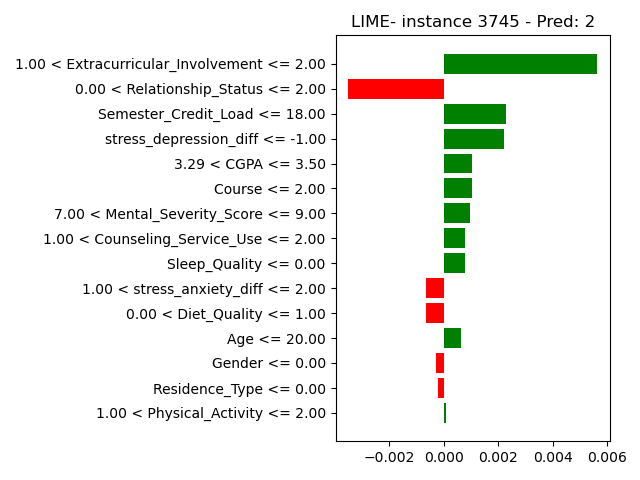 LIME- instance 3745 - Pred: 2
1.00 < Extracurricular_Involvement <= 2.00
0.00 < Relationship_Status <= 2.00
Semester_Credit_Load <= 18.00
stress_depression_diff <= -1.00
3.29 < CGPA <= 3.50
Course <= 2.00
7.00 < Mental_Severity_Score <= 9.00
1.00 < Counseling_Service_Use <= 2.00
Sleep_Quality <= 0.00
1.00 < stress_anxiety_diff <= 2.00
0.00 < Diet_Quality <= 1.00
Age <= 20.00
Gender <= 0.00
Residence_Type <= 0.00
1.00 < Physical_Activity <= 2.00
−0.002 0.000 0.002 0.004 0.006